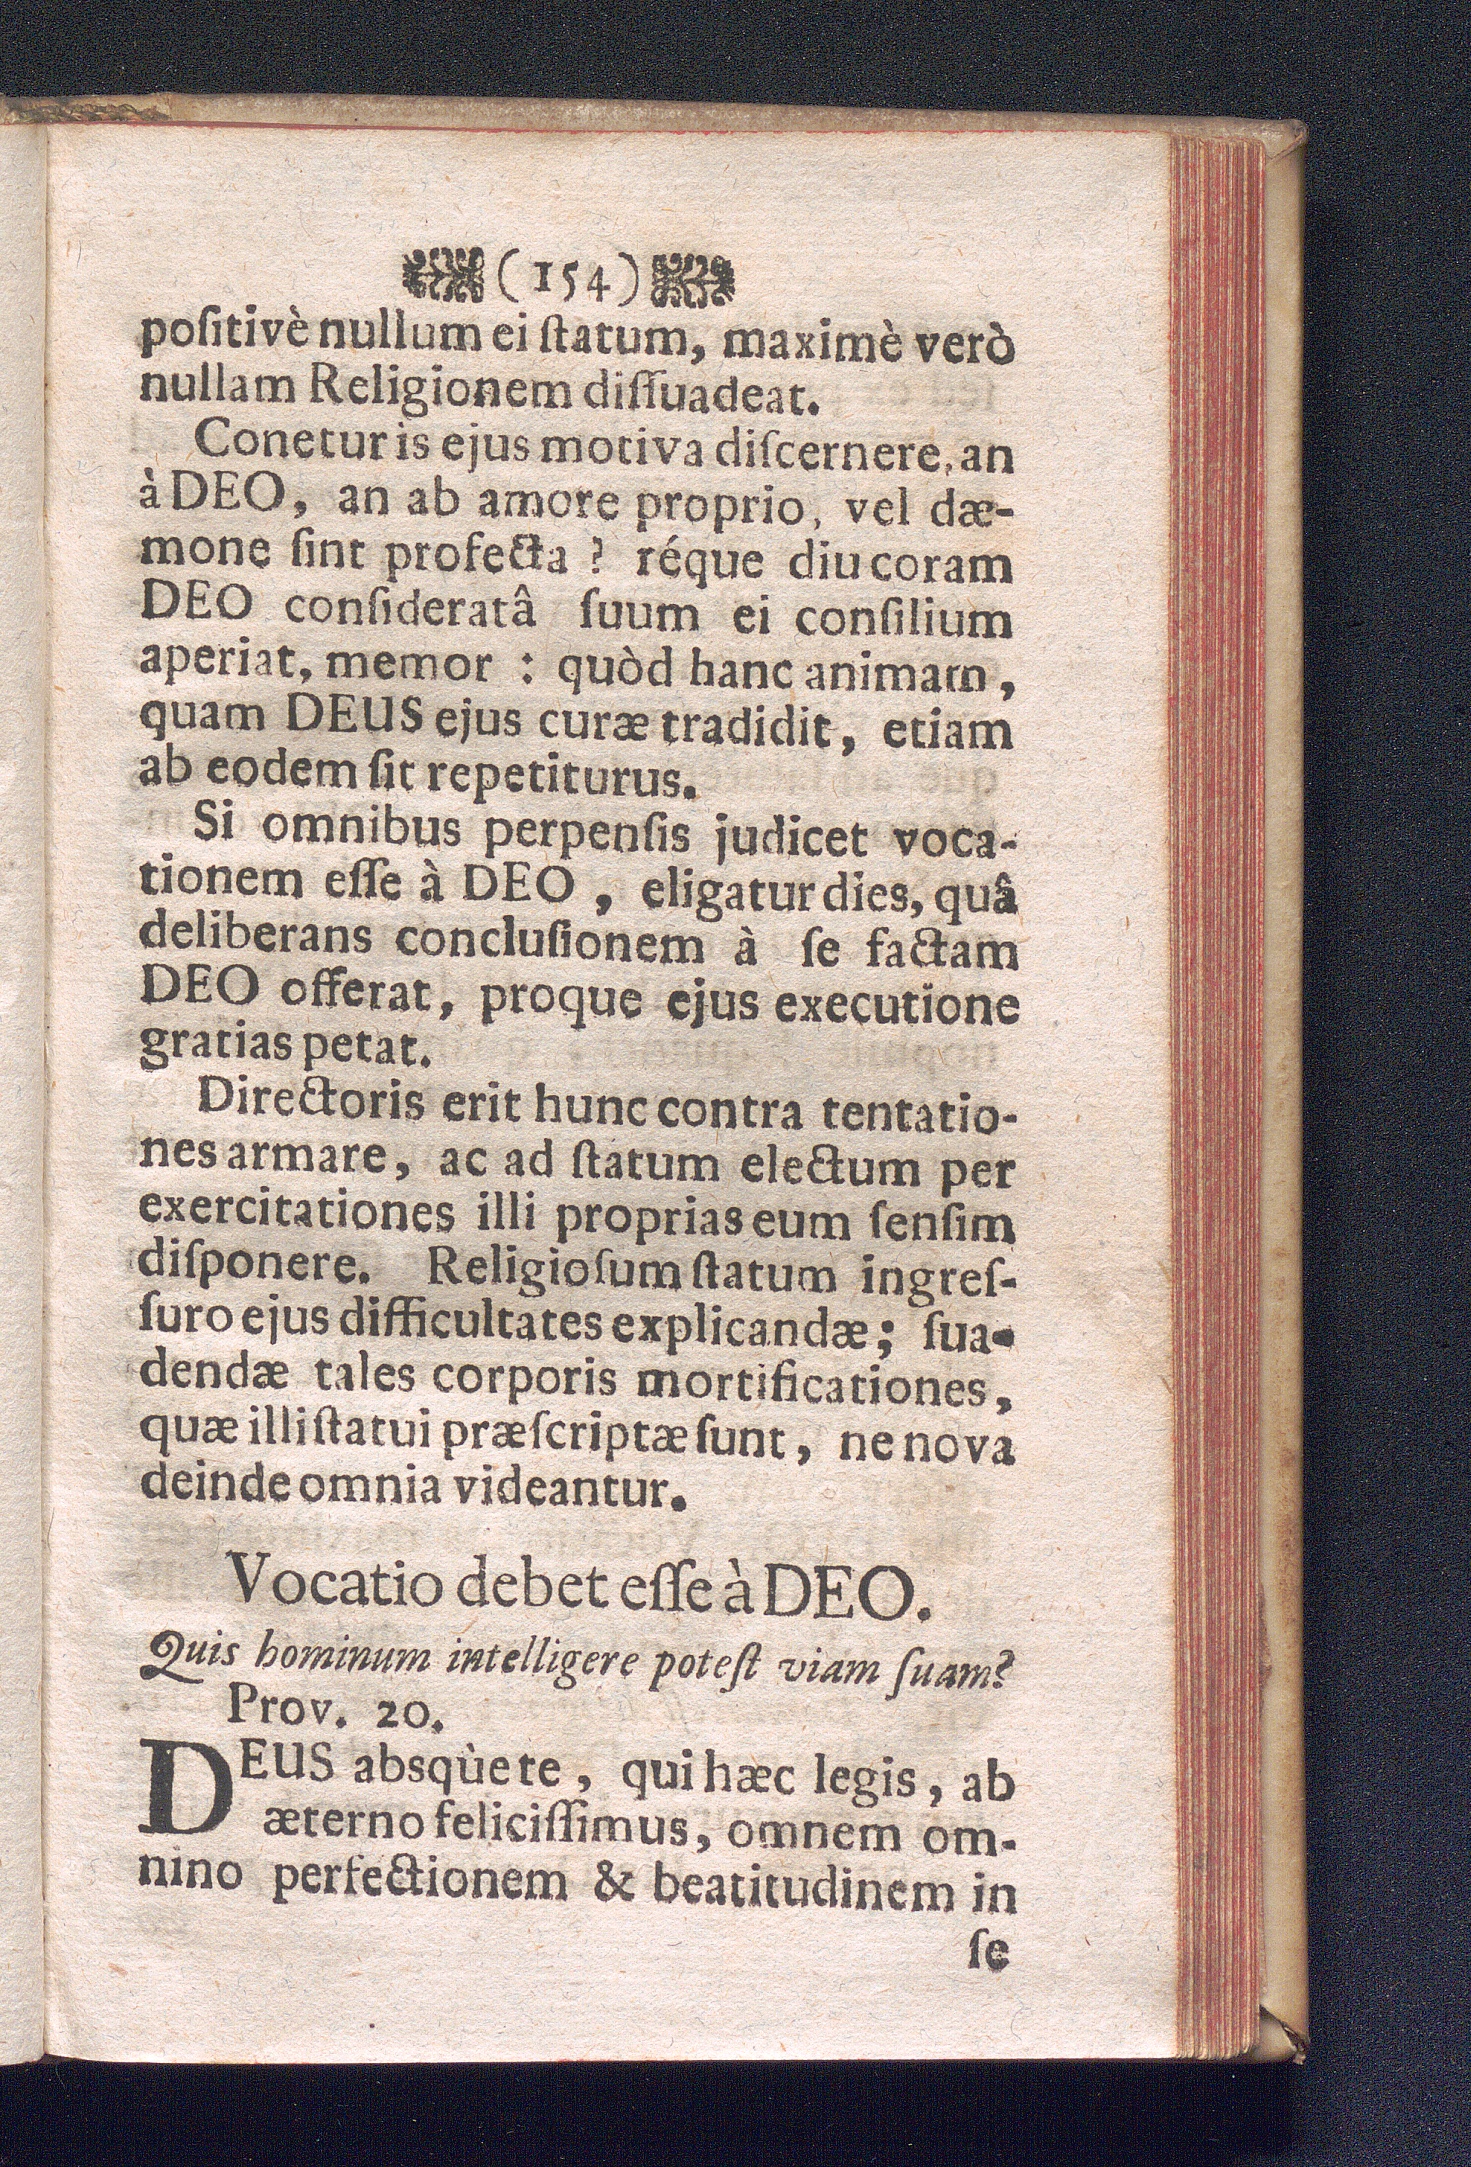 (154)
poſitivè nullum ei ſtatum, maximè verò
nullam Religionem diſſuadeat.
Conetur is ejus motiva diſcernere, an
à DEO, an ab amore proprio, vel dæ-
mone ſint profecta? réque diu coram
DEO conſideratâ ſuum ei conſilium
aperiat, memor : quòd hanc animam,
quam DEUS ejus curæ tradidit, etiam
ab eodem ſit repetiturus.
Si omnibus perpenſis judicet voca-
tionem eſſe à DEO, eligatur dies, quâ
deliberans concluſionem à ſe factam
DEO offerat, proque ejus executione
gratias petat.
Directoris erit hunc contra tentatio-
nes armare, ac ad ſtatum electum per
exercitationes illi proprias eum ſenſim
diſponere. Religioſum ſtatum ingreſ-
ſuro ejus difficultates explicandæ; ſua-
dendæ tales corporis mortificationes,
quæ illi ſtatui præſcriptæ ſunt, ne nova
deinde omnia videantur.
Vocatio debet eſſe à DEO.
Quis hominum intelligere poteſt viam ſuam?
Prov. 20.
DEUS absqùe te, qui hæc legis, ab
æterno feliciſſimus, omnem om-
nino perfectionem & beatitudinem in
ſe